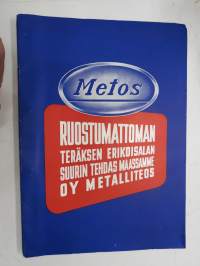 Metos
RUOSTUMATTOMAN
TERÄKSEN ERIKOISALAN
SUURIN TEHDAS MAASSAMME
OY METALLITEOS